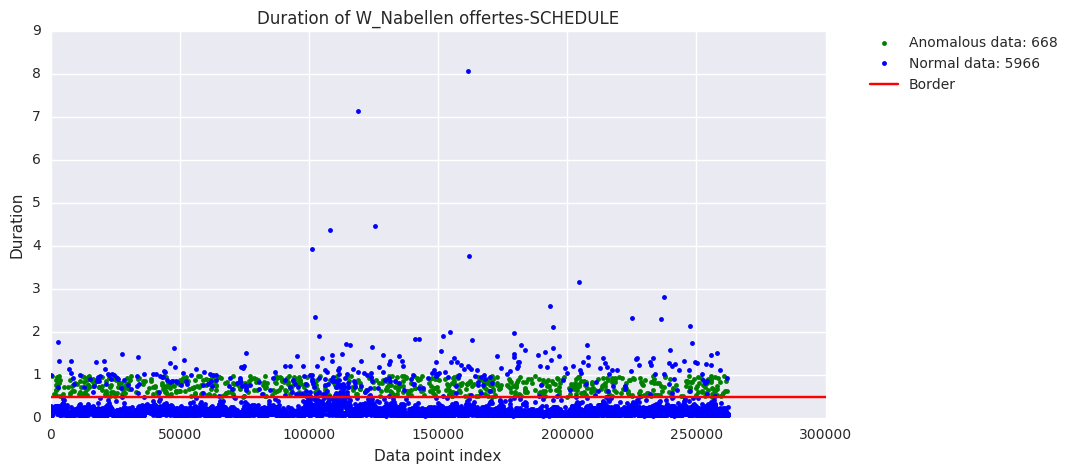 Duration of W_Nabellen offertes-SCHEDULE
9
8
7
6
5
4
3
2
1
0
Duration
0 50000 100000 150000 200000 250000 300000
Data point index
Anomalous data: 668
Normal data: 5966
Border